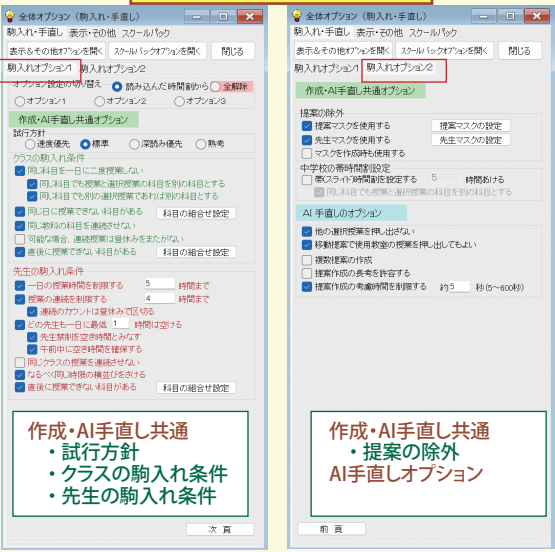 全体オプション（駒入れ・手直し）
駒入れ・手直し 表示・その他 スクールパック
表示＆その他オプションを開く スクールパックオプションを開く 閉じる
駒入れオプション1 駒入れオプション2
オプション設定の切り替え 読み込んだ時間割から 全解除
オプション1 オプション2 オプション3
作成・AI手直し共通オプション
試行方針
速度優先 標準 深読み優先 熟考
クラスの駒入れ条件
同じ科目を一日に二度授業しない
同じ科目でも授業と選択授業の科目を別の科目とする
同じ科目でも別の選択授業であれば別の科目とする
同じ日に授業できない科目がある 科目の組合せ設定
同じ教科の科目を連続させない
可能な場合、連続授業は昼休みをまたがない
直後に授業できない科目がある 科目の組合せ設定
先生の駒入れ条件
一日の授業時間を制限する 5 時間まで
授業の連続を制限する 4 時間まで
連続のカウントは昼休みで区切る
どの先生も一日に最低 1 時間は空ける
先生禁制を空き時間とみなす
午前中に空き時間を確保する
同じクラスの授業を連続させない
なるべく同じ時限の横並びをさける
直後に授業できない科目がある 科目の組合せ設定
作成・AI手直し共通
・試行方針
・クラスの駒入れ条件
・先生の駒入れ条件
次 頁
全体オプション（駒入れ・手直し）
駒入れ・手直し 表示・その他 スクールパック
表示＆その他オプションを開く スクールパックオプションを開く 閉じる
駒入れオプション1 駒入れオプション2
作成・AI手直し共通オプション
提案の除外
提案マスクを使用する 提案マスクの設定
先生マスクを使用する 先生マスクの設定
マスクを作成時も使用する
中学校の帯時間割設定
帯(スライド)時間割を設定する 5 時間あける
同じ科目でも授業と選択授業の科目を別の科目とする
AI 手直しのオプション
他の選択授業を押し出さない
移動提案で使用教室の授業を押し出してもよい
複数提案の作成
提案作成の長考を許容する
提案作成の考慮時間を制限する 約 5 秒(5～600秒)
作成・AI手直し共通
・提案の除外
AI手直しオプション
前 頁